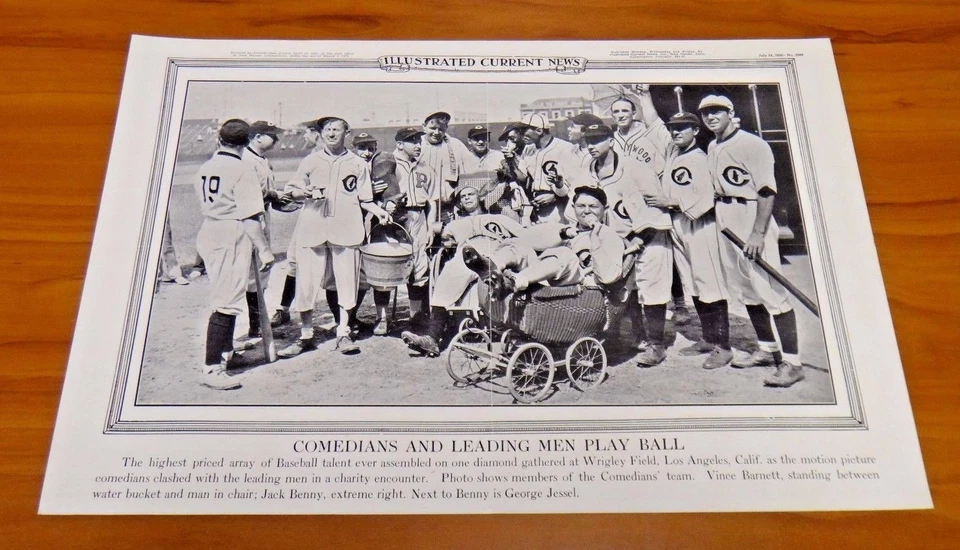 ILLUSTRATED CURRENT NEWS
19
P
C
C
C
WOOD
C
C
C
COMEDIANS AND LEADING MEN PLAY BALL
The highest priced array of Baseball talent ever assembled on one diamond gathered at Wrigley Field, Los Angeles, Calif. as the motion picture
comedians clashed with the leading men in a charity encounter. Photo shows members of the Comedians' team. Vince Barnett, standing between
water bucket and man in chair; Jack Benny, extreme right. Next to Benny is George Jessel.